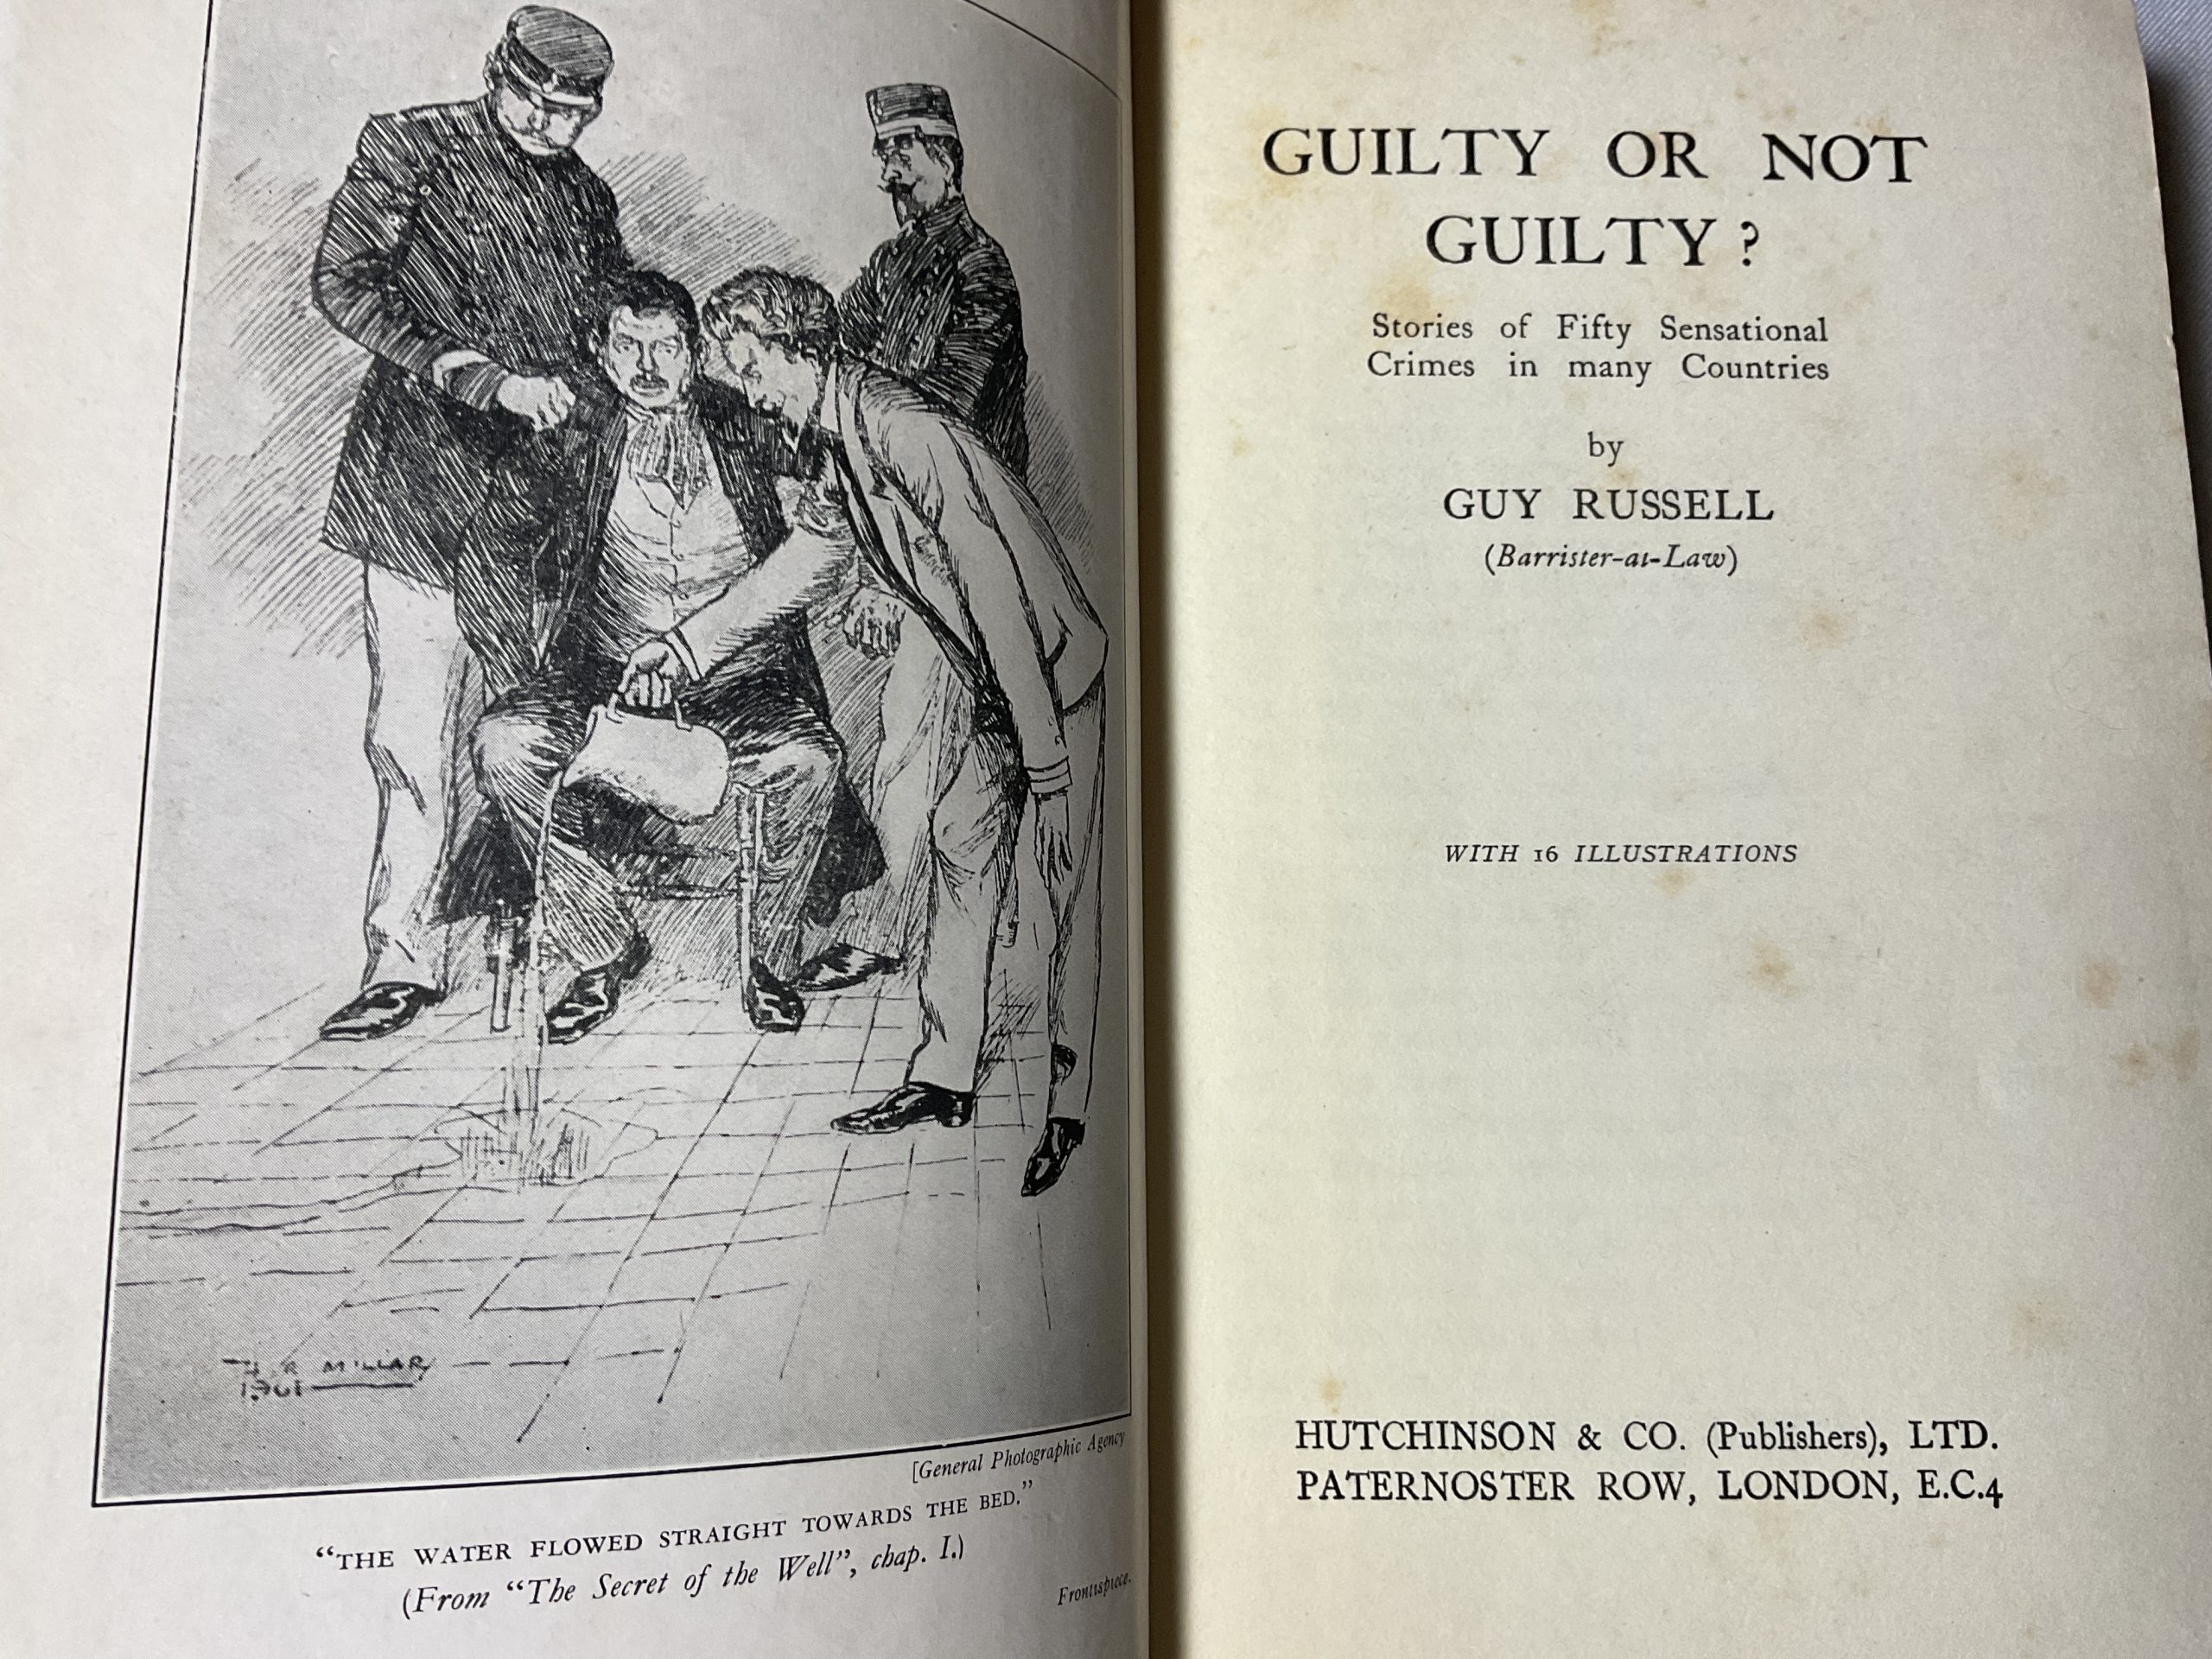 H. R. MILLAR
[General Photographic Agency
"THE WATER FLOWED STRAIGHT TOWARDS THE BED."
(From "The Secret of the Well", chap. I.)
Frontispiece.
GUILTY OR NOT
GUILTY?
Stories of Fifty Sensational
Crimes in many Countries
by
GUY RUSSELL
(Barrister-at-Law)
WITH 16 ILLUSTRATIONS
HUTCHINSON & CO. (Publishers), LTD.
PATERNOSTER ROW, LONDON, E.C.4